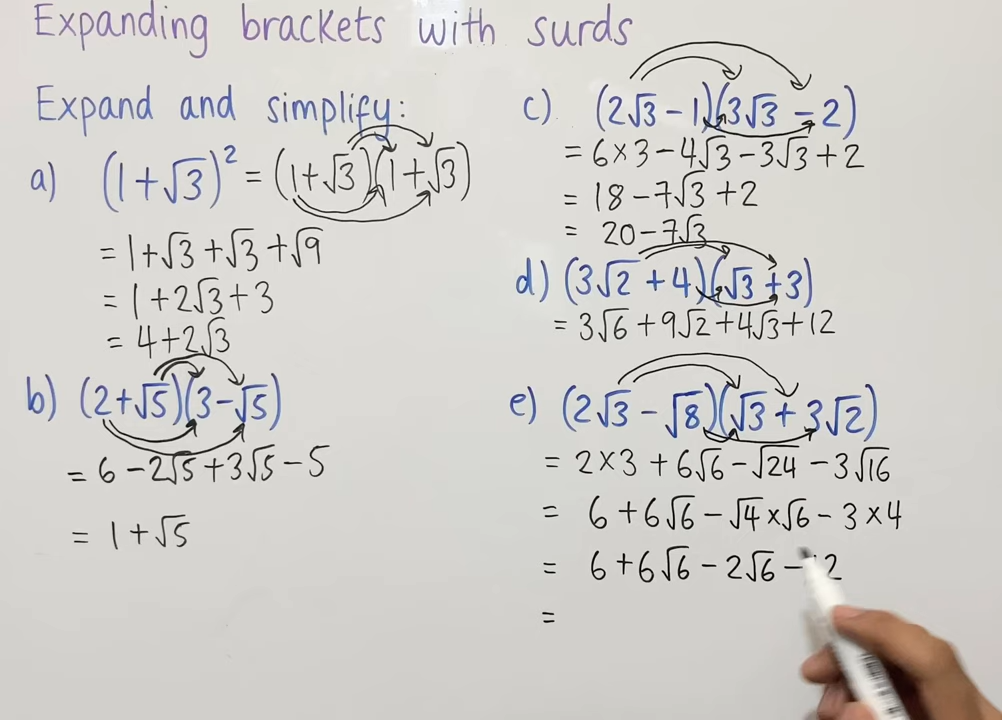 Expanding brackets with surds
Expand and simplify:
a) (1+√3)² = (1+√3)(1+√3)
= 1+√3+√3+√9
= 1+2√3+3
= 4+2√3
b) (2+√5)(3-√5)
= 6-2√5+3√5-5
= 1+√5
c) (2√3-1)(3√3-2)
= 6×3-4√3-3√3+2
= 18-7√3+2
= 20-7√3
d) (3√2+4)(√3+3)
= 3√6+9√2+4√3+12
e) (2√3-√8)(√3+3√2)
= 2×3+6√6-√24-3√16
= 6+6√6-√4×√6-3×4
= 6+6√6-2√6-12
=